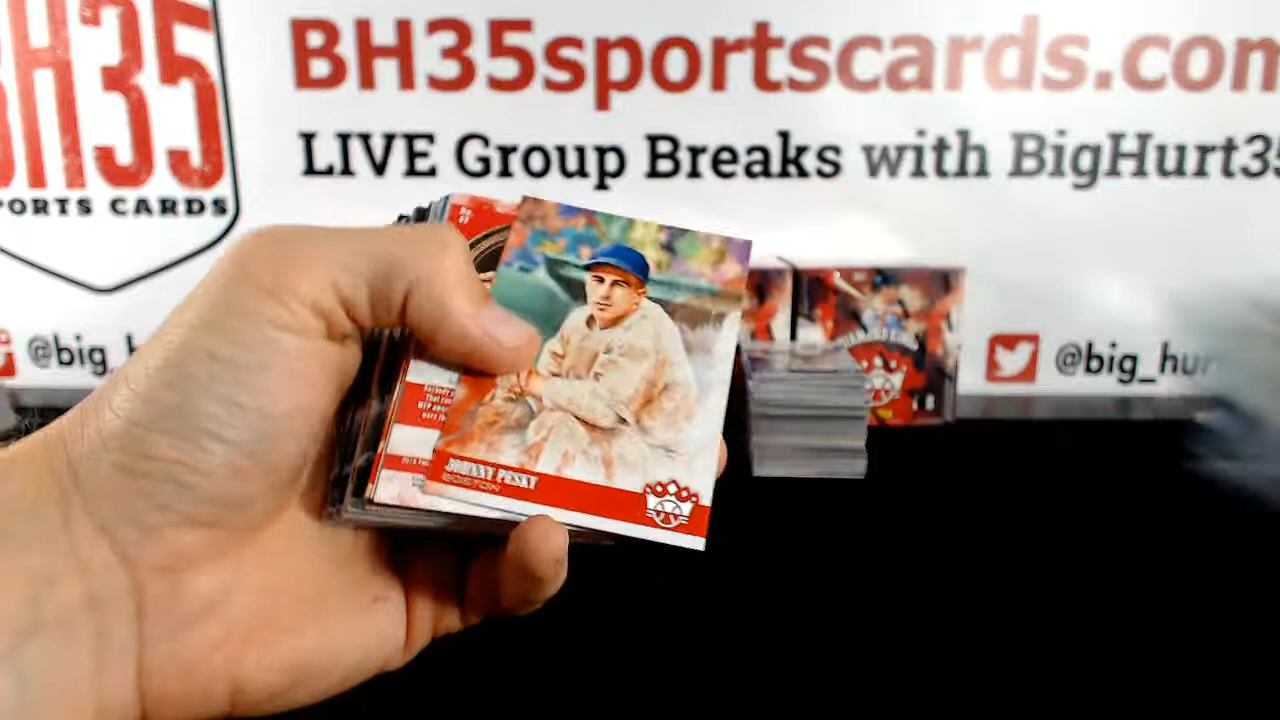 BH35
SPORTS CARDS
BH35sportscards.com
LIVE Group Breaks with BigHurt35
@big_h
@big_hur
JOHNNY PESKY
BOSTON